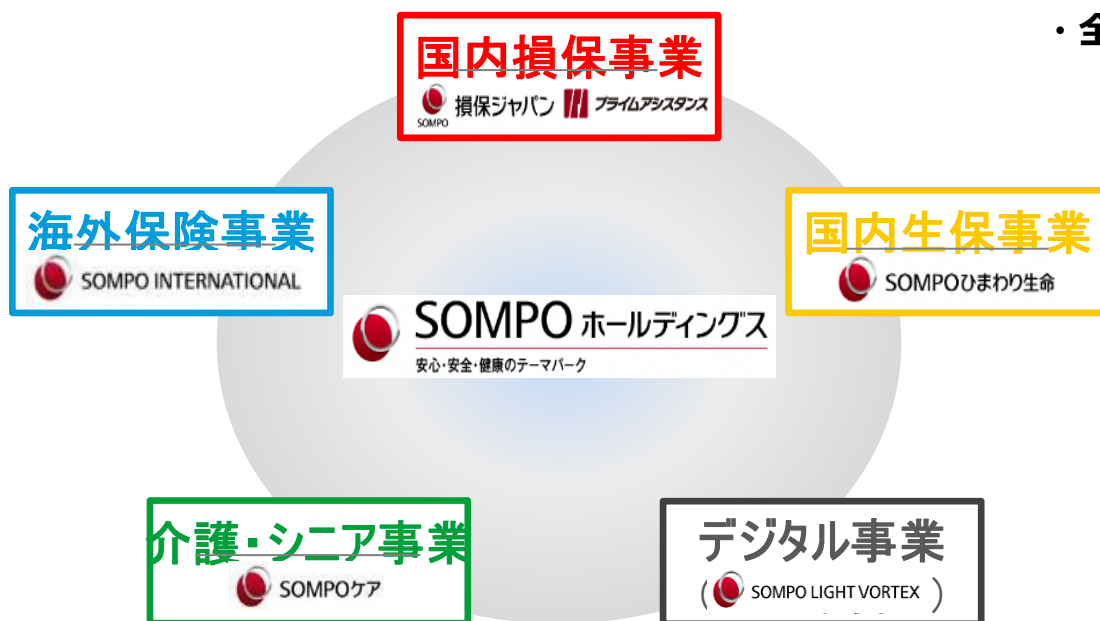 ・全
国内損保事業
SOMPO 損保ジャパン プライムアシスタンス
海外保険事業
SOMPO INTERNATIONAL
国内生保事業
SOMPOひまわり生命
SOMPO ホールディングス
安心・安全・健康のテーマパーク
介護・シニア事業
SOMPOケア
デジタル事業
(SOMPO LIGHT VORTEX)